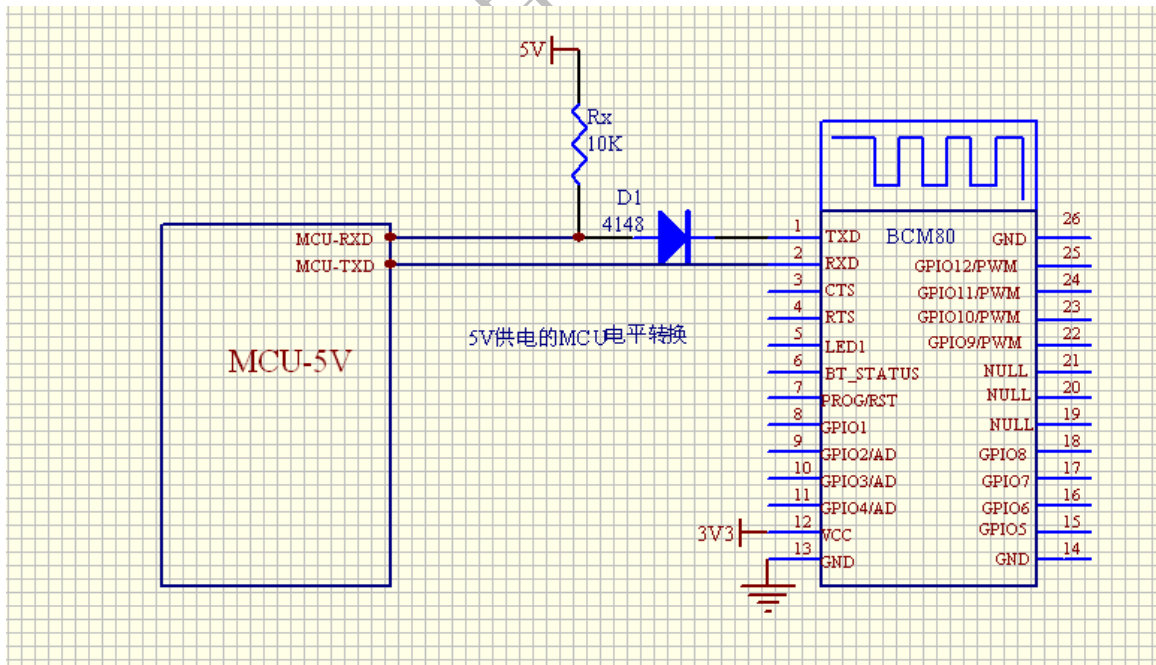 5V
Rx
10K
D1
4148
MCU-RXD
MCU-TXD
MCU-5V
5V供电的MCU电平转换
BCM80
1 TXD
2 RXD
3 CTS
4 RTS
5 LED1
6 BT_STATUS
7 PROG/RST
8 GPIO1
9 GPIO2/AD
10 GPIO3/AD
11 GPIO4/AD
3V3 12 VCC
13 GND
GND 26
GPIO12/PWM 25
GPIO11/PWM 24
GPIO10/PWM 23
GPIO9/PWM 22
NULL 21
NULL 20
NULL 19
GPIO8 18
GPIO7 17
GPIO6 16
GPIO5 15
GND 14